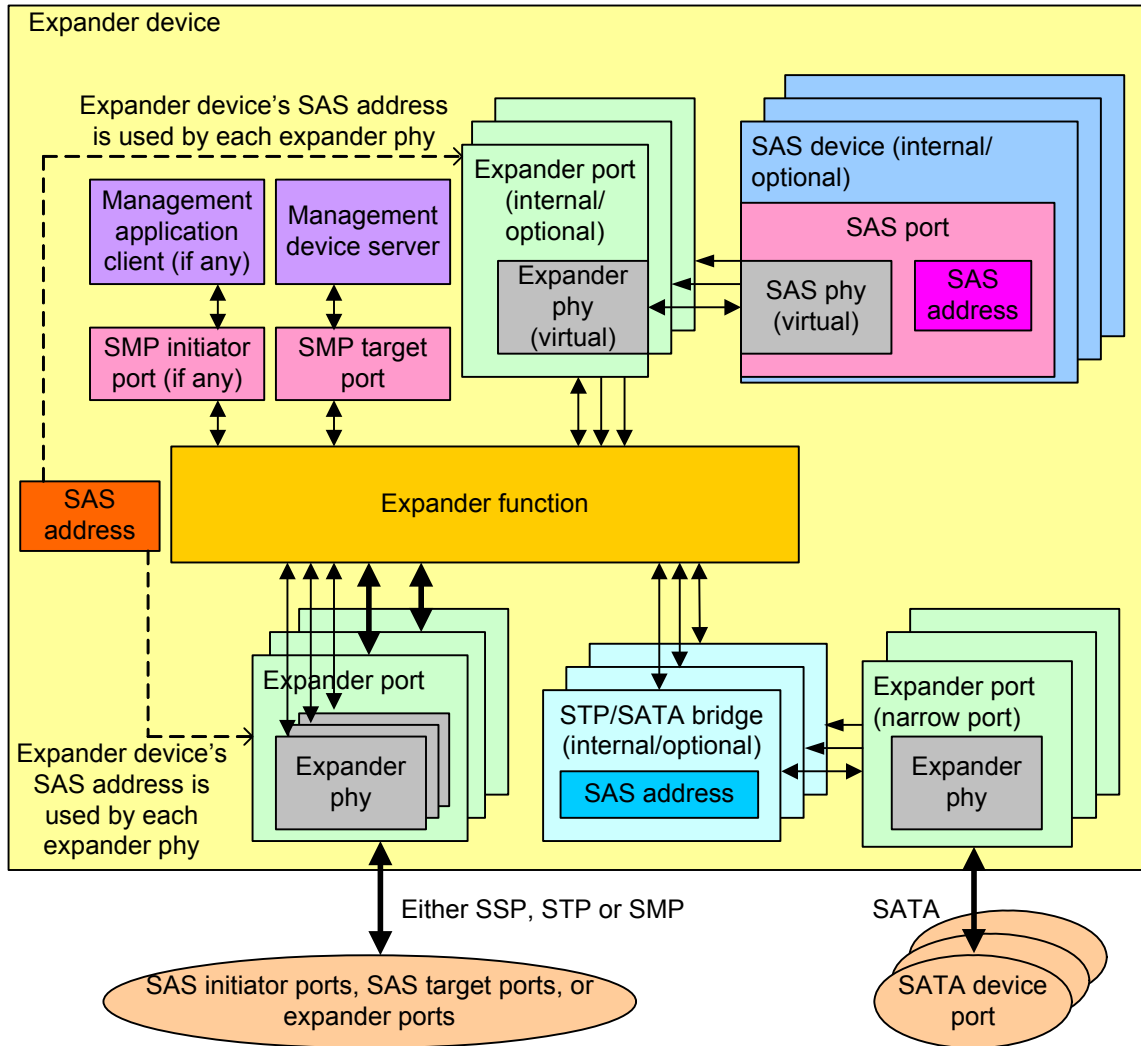 Expander device
Expander device's SAS address
is used by each expander phy
Expander port
(internal/
optional)
Expander
phy
(virtual)
SAS device (internal/
optional)
SAS port
SAS phy
(virtual)
SAS
address
Management
application
client (if any)
Management
device server
SMP initiator
port (if any)
SMP target
port
Expander function
SAS
address
Expander port
Expander
phy
Expander device's
SAS address is
used by each
expander phy
STP/SATA bridge
(internal/optional)
SAS address
Expander port
(narrow port)
Expander
phy
Either SSP, STP or SMP
SATA
SAS initiator ports, SAS target ports, or
expander ports
SATA device
port